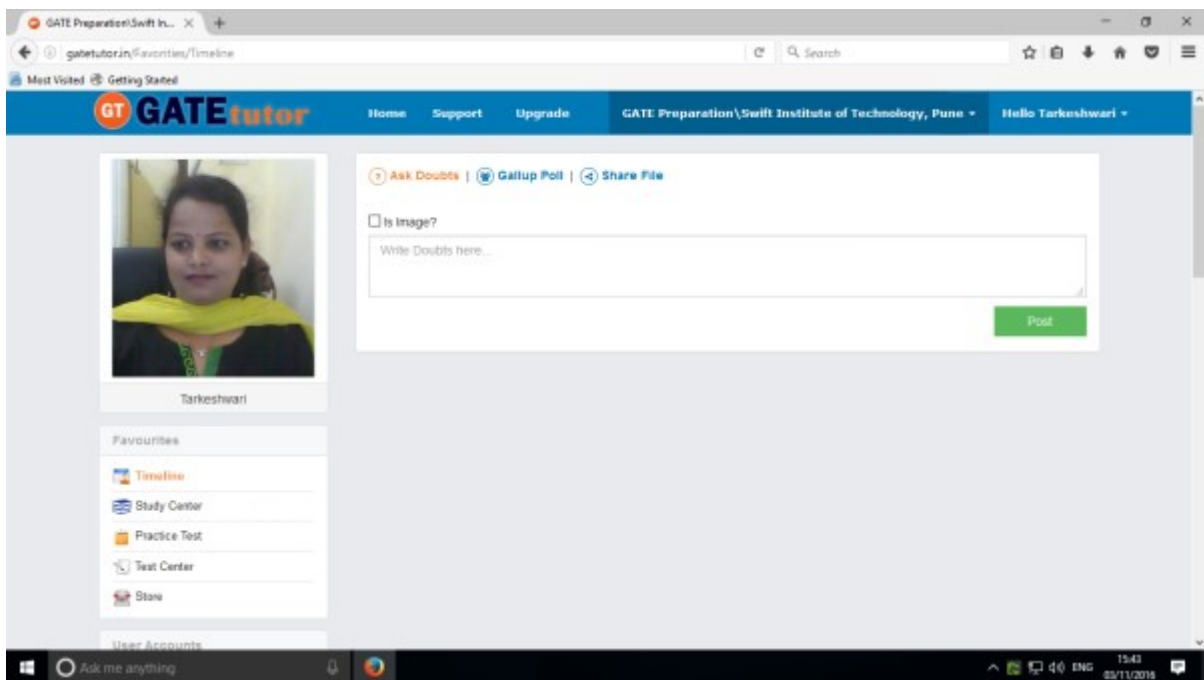 GATE Preparation\Swift In...
gatetutor.in/Favorities/Timeline
Search
Most Visited Getting Started
GT GATEtutor Home Support Upgrade GATE Preparation\Swift Institute of Technology, Pune Hello Tarkeshwari
Ask Doubts | Gallup Poll | Share File
Is Image?
Write Doubts here...
Post
Tarkeshwari
Favourites
Timeline
Study Center
Practice Test
Test Center
Store
User Accounts
Ask me anything
ENG
15:43
03/11/2016